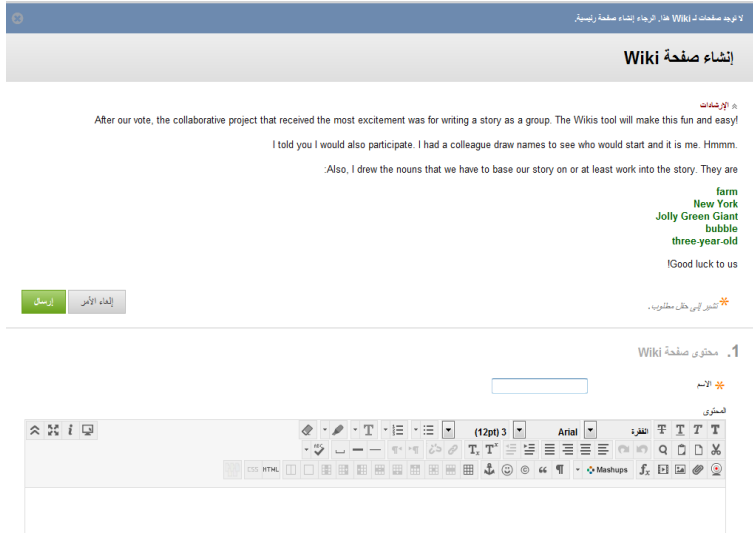 لا توجد صفحات لـ Wiki هذا. الرجاء إنشاء صفحة رئيسية.
إنشاء صفحة Wiki
الإرشادات
After our vote, the collaborative project that received the most excitement was for writing a story as a group. The Wikis tool will make this fun and easy!
I told you I would also participate. I had a colleague draw names to see who would start and it is me. Hmmm.
:Also, I drew the nouns that we have to base our story on or at least work into the story. They are
farm
New York
Jolly Green Giant
bubble
three-year-old
!Good luck to us
تشير إلى حقل مطلوب.
إلغاء الأمر
إرسال
1. محتوى صفحة Wiki
الاسم
المحتوى
T T T T الفقرة Arial 3 (12pt) T
ABC
Mashups
HTML CSS